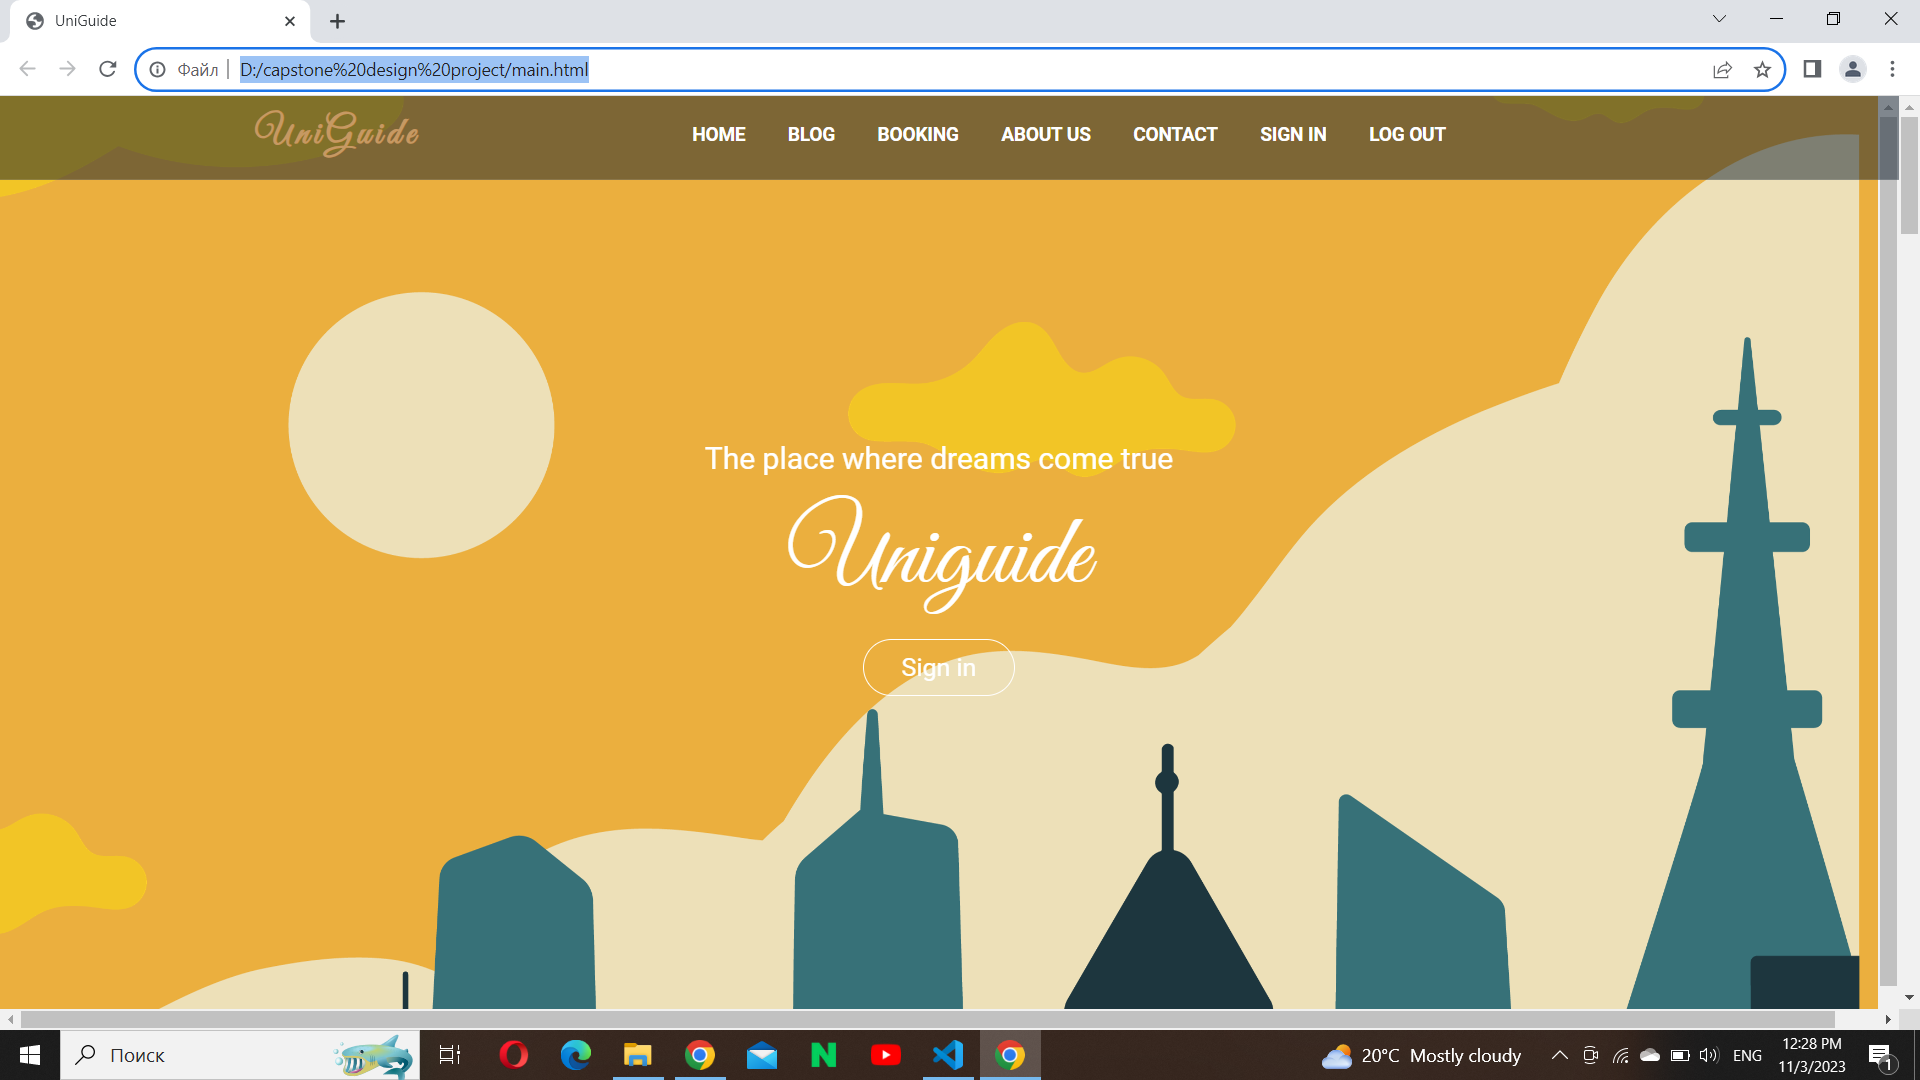 UniGuide
Файл D:/capstone%20design%20project/main.html
UniGuide HOME BLOG BOOKING ABOUT US CONTACT SIGN IN LOG OUT
The place where dreams come true
Uniguide
Sign in
Поиск
20°C Mostly cloudy
ENG
12:28 PM
11/3/2023
1